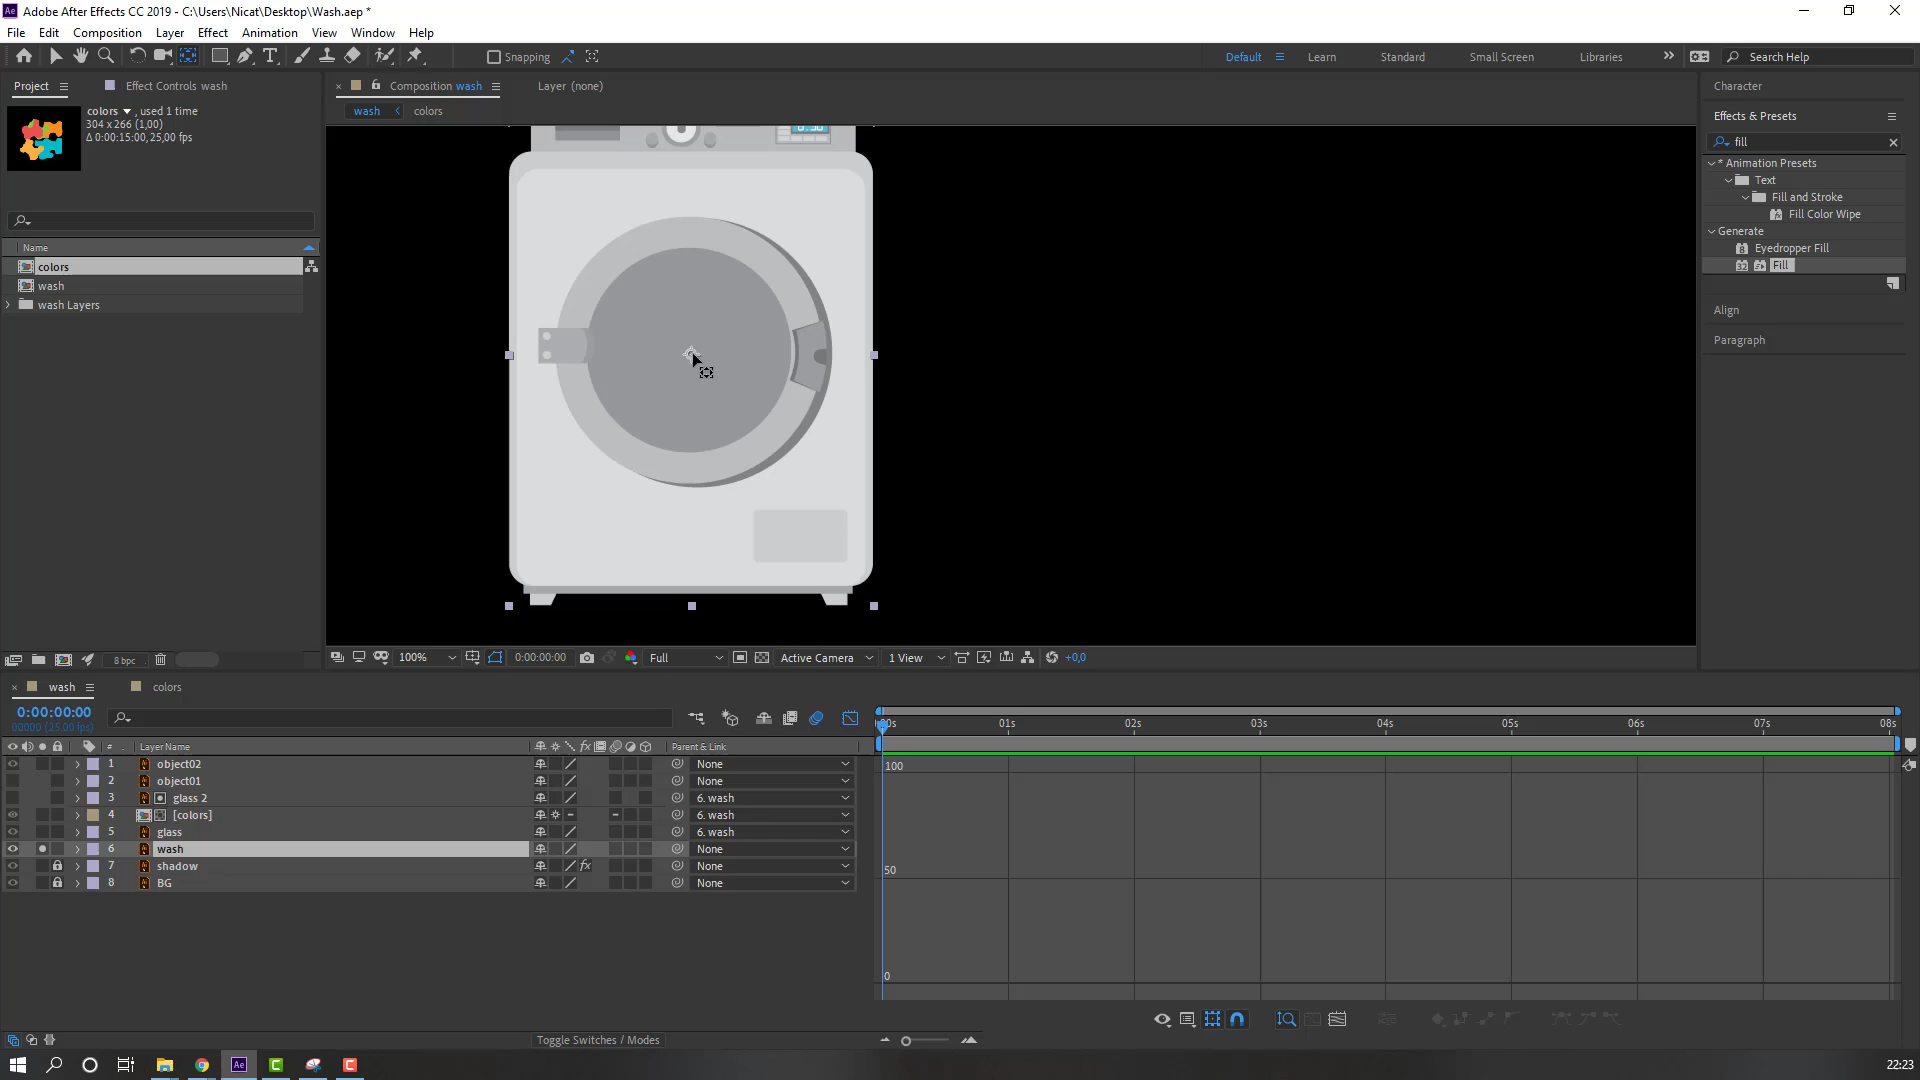 Adobe After Effects CC 2019 - C:\Users\Nicat\Desktop\Wash.aep *
File Edit Composition Layer Effect Animation View Window Help
Snapping
Default Learn Standard Small Screen Libraries Search Help
Project Effect Controls wash
Composition wash Layer (none)
Character
colors , used 1 time
304 x 266 (1,00)
Δ 0:00:15:00, 25,00 fps
wash colors
Effects & Presets
fill
* Animation Presets
Text
Fill and Stroke
Fill Color Wipe
Generate
Eyedropper Fill
Fill
Name
colors
wash
wash Layers
Align
Paragraph
8 bpc
100% 0:00:00:00 Full Active Camera 1 View +0,0
wash colors
0:00:00:00
00000 (25.00 fps)
# Layer Name Parent & Link
1 object02 None
2 object01 None
3 glass 2 6. wash
4 [colors] 6. wash
5 glass 6. wash
6 wash None
7 shadow None
8 BG None
01s 02s 03s 04s 05s 06s 07s 08s
100
50
0
Toggle Switches / Modes
22:23